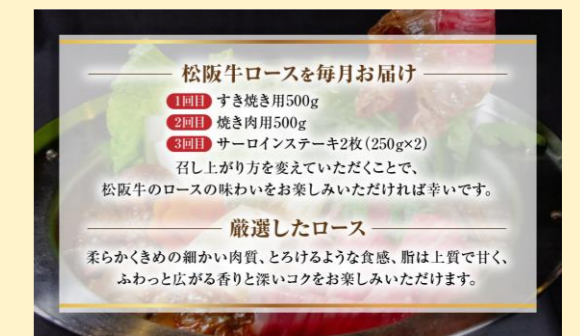 松阪牛ロースを毎月お届け
1回目 すき焼き用500g
2回目 焼き肉用500g
3回目 サーロインステーキ2枚（250g×2）
召し上がり方を変えていただくことで、
松阪牛のロースの味わいをお楽しみいただければ幸いです。
厳選したロース
柔らかくきめの細かい肉質、とろけるような食感、脂は上質で甘く、
ふわっと広がる香りと深いコクをお楽しみいただけます。